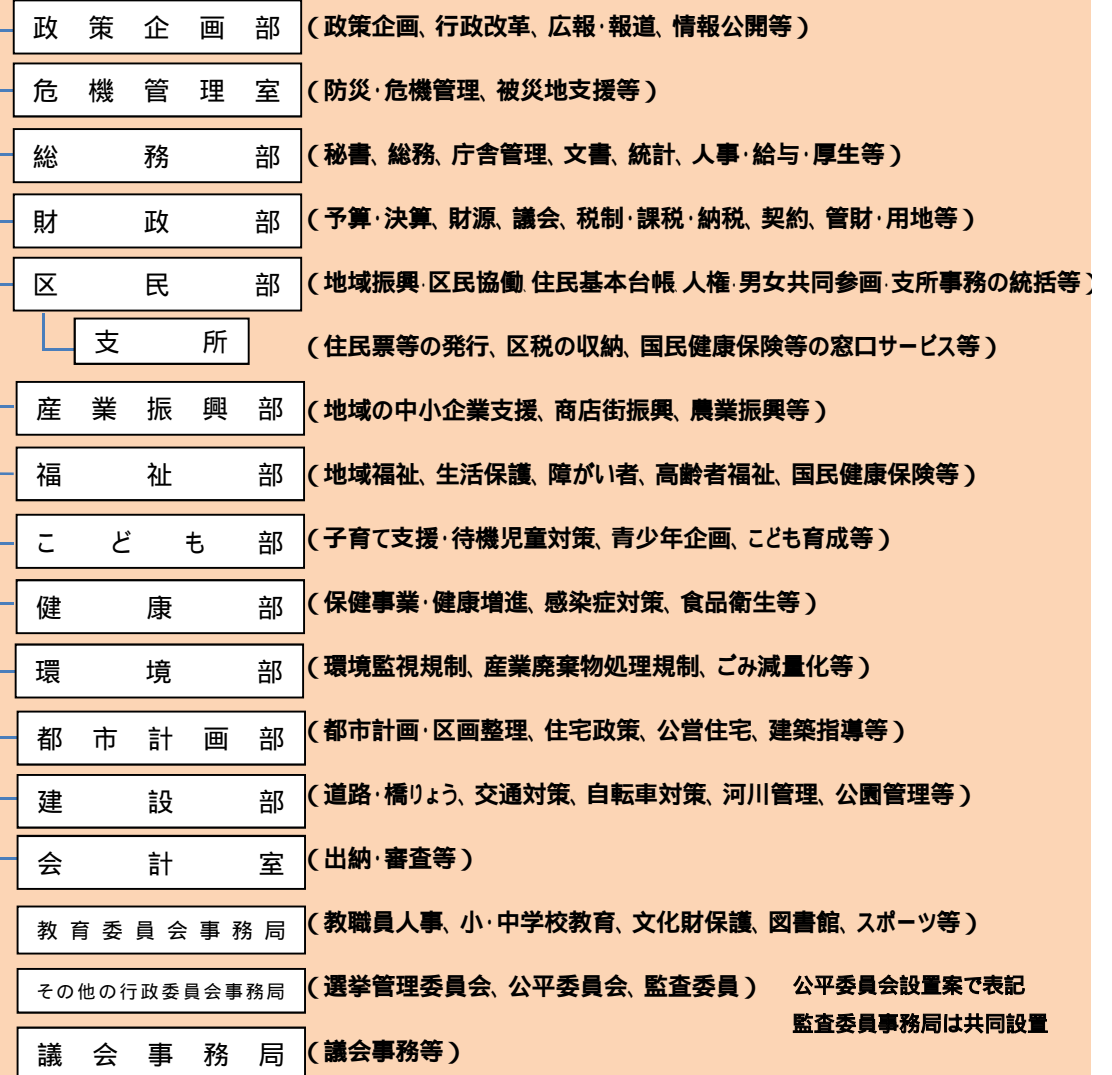 政策企画部 (政策企画、行政改革、広報・報道、情報公開等)
危機管理室 (防災・危機管理、被災地支援等)
総務部 (秘書、総務、庁舎管理、文書、統計、人事・給与・厚生等)
財政部 (予算・決算、財源、議会、税制・課税・納税、契約、管財・用地等)
区民部 (地域振興・区民協働、住民基本台帳、人権・男女共同参画・支所事務の統括等)
支所 (住民票等の発行、区税の収納、国民健康保険等の窓口サービス等)
産業振興部 (地域の中小企業支援、商店街振興、農業振興等)
福祉部 (地域福祉、生活保護、障がい者、高齢者福祉、国民健康保険等)
こども部 (子育て支援・待機児童対策、青少年企画、こども育成等)
健康部 (保健事業・健康増進、感染症対策、食品衛生等)
環境部 (環境監視規制、産業廃棄物処理規制、ごみ減量化等)
都市計画部 (都市計画・区画整理、住宅政策、公営住宅、建築指導等)
建設部 (道路・橋りょう、交通対策、自転車対策、河川管理、公園管理等)
会計室 (出納・審査等)
教育委員会事務局 (教職員人事、小・中学校教育、文化財保護、図書館、スポーツ等)
その他の行政委員会事務局 (選挙管理委員会、公平委員会、監査委員) 公平委員会設置案で表記
監査委員事務局は共同設置
議会事務局 (議会事務等)